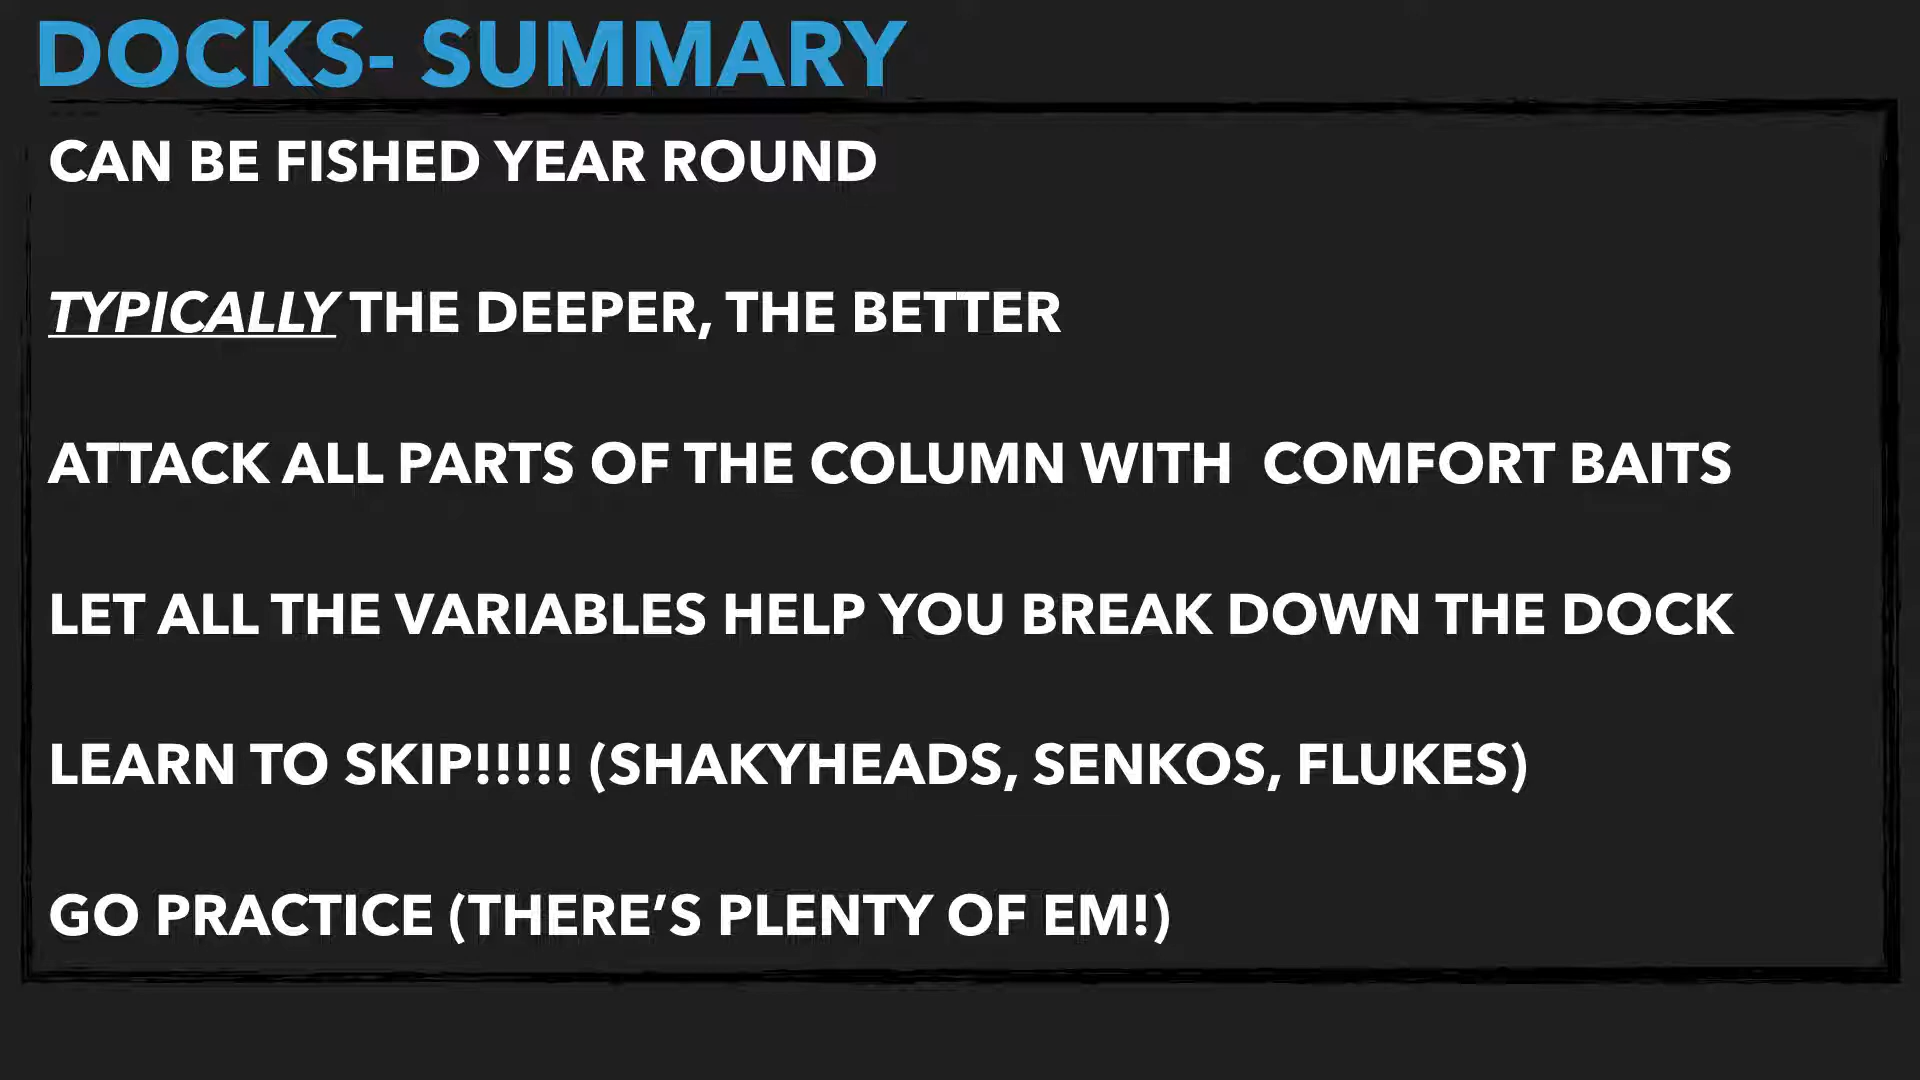 DOCKS- SUMMARY
CAN BE FISHED YEAR ROUND
TYPICALLY THE DEEPER, THE BETTER
ATTACK ALL PARTS OF THE COLUMN WITH  COMFORT BAITS
LET ALL THE VARIABLES HELP YOU BREAK DOWN THE DOCK
LEARN TO SKIP!!!!! (SHAKYHEADS, SENKOS, FLUKES)
GO PRACTICE (THERE’S PLENTY OF EM!)